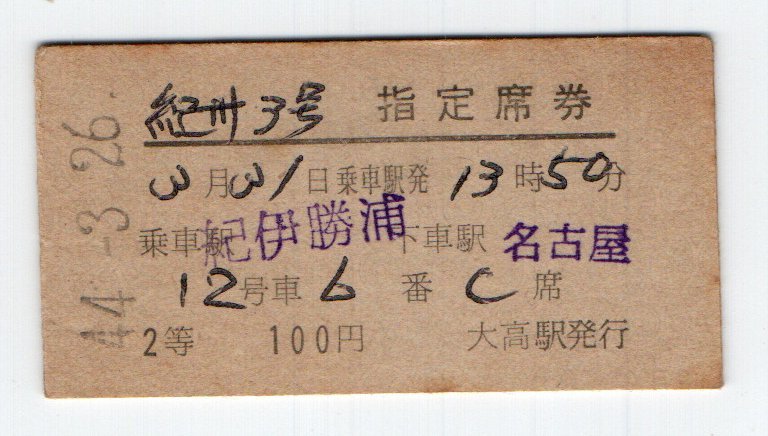 紀州3号 指定席券
3月31日乗車駅発 13時50分
乗車駅 紀伊勝浦 下車駅 名古屋
12号車 6番 C席
2等 100円 大高駅発行
44.-3.26.